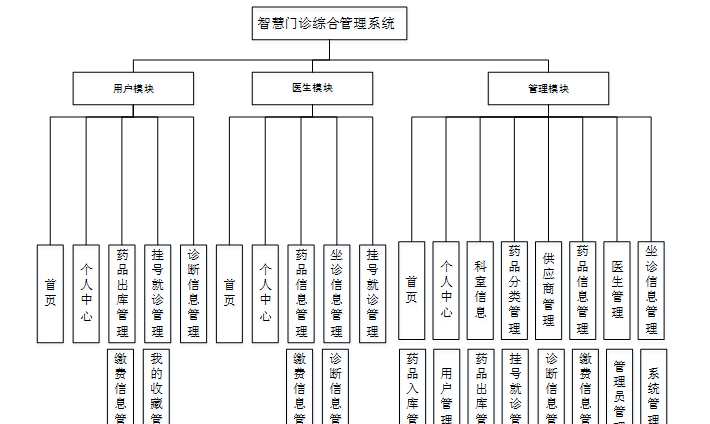 智慧门诊综合管理系统
用户模块
医生模块
管理模块
首页
个人中心
药品出库管理
挂号就诊管理
诊断信息管理
首页
个人中心
药品信息管理
坐诊信息管理
挂号就诊管理
首页
个人中心
科室信息
药品分类管理
供应商管理
药品信息管理
医生管理
坐诊信息管理
缴费信息管
我的收藏管
缴费信息管
诊断信息管
药品入库管
用户管理
药品出库管
挂号就诊管
诊断信息管
缴费信息管
管理员管
系统管理